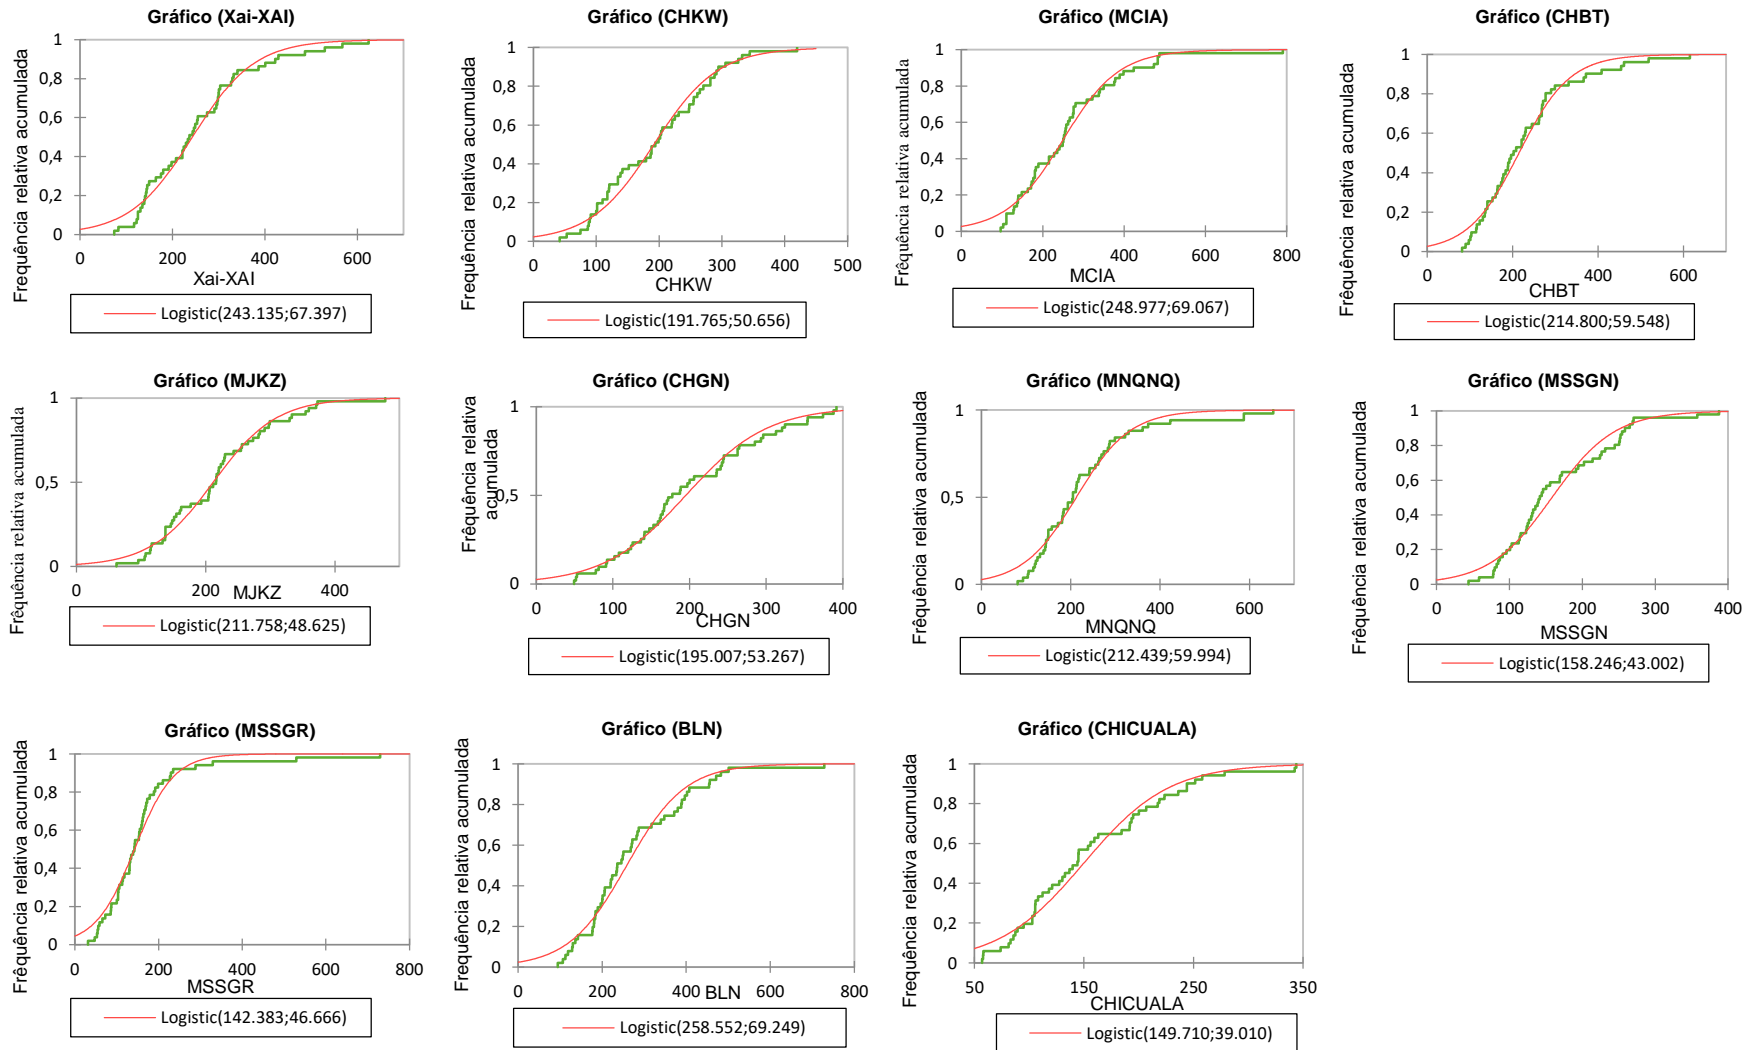 Gráfico (Xai-XAI)
Frequência relativa acumulada
1
0,8
0,6
0,4
0,2
0
0 200 400 600
Xai-XAI
Logistic(243.135;67.397)
Gráfico (CHKW)
Frequência relativa acumulada
1
0,8
0,6
0,4
0,2
0
0 100 200 300 400 500
CHKW
Logistic(191.765;50.656)
Gráfico (MCIA)
Frêquência relativa acumulada
1
0,8
0,6
0,4
0,2
0
0 200 400 600 800
MCIA
Logistic(248.977;69.067)
Gráfico (CHBT)
Frêquência relativa acumulada
1
0,8
0,6
0,4
0,2
0
0 200 400 600
CHBT
Logistic(214.800;59.548)
Gráfico (MJKZ)
Frêquência relativa acumulada
1
0,5
0
0 200 400
MJKZ
Logistic(211.758;48.625)
Gráfico (CHGN)
Frêquência relativa
acumulada
1
0,5
0
0 100 200 300 400
CHGN
Logistic(195.007;53.267)
Gráfico (MNQNQ)
Frêquência relativa acumulada
1
0,5
0
0 200 400 600
MNQNQ
Logistic(212.439;59.994)
Gráfico (MSSGN)
Frêquência relativa acumulada
1
0,8
0,6
0,4
0,2
0
0 100 200 300 400
MSSGN
Logistic(158.246;43.002)
Gráfico (MSSGR)
Frêquência relativa acumulada
1
0,8
0,6
0,4
0,2
0
0 200 400 600 800
MSSGR
Logistic(142.383;46.666)
Gráfico (BLN)
Frequência relativa acumulada
1
0,8
0,6
0,4
0,2
0
0 200 400 600 800
BLN
Logistic(258.552;69.249)
Gráfico (CHICUALA)
Frequência relativa acumulada
1
0,8
0,6
0,4
0,2
0
50 150 250 350
CHICUALA
Logistic(149.710;39.010)